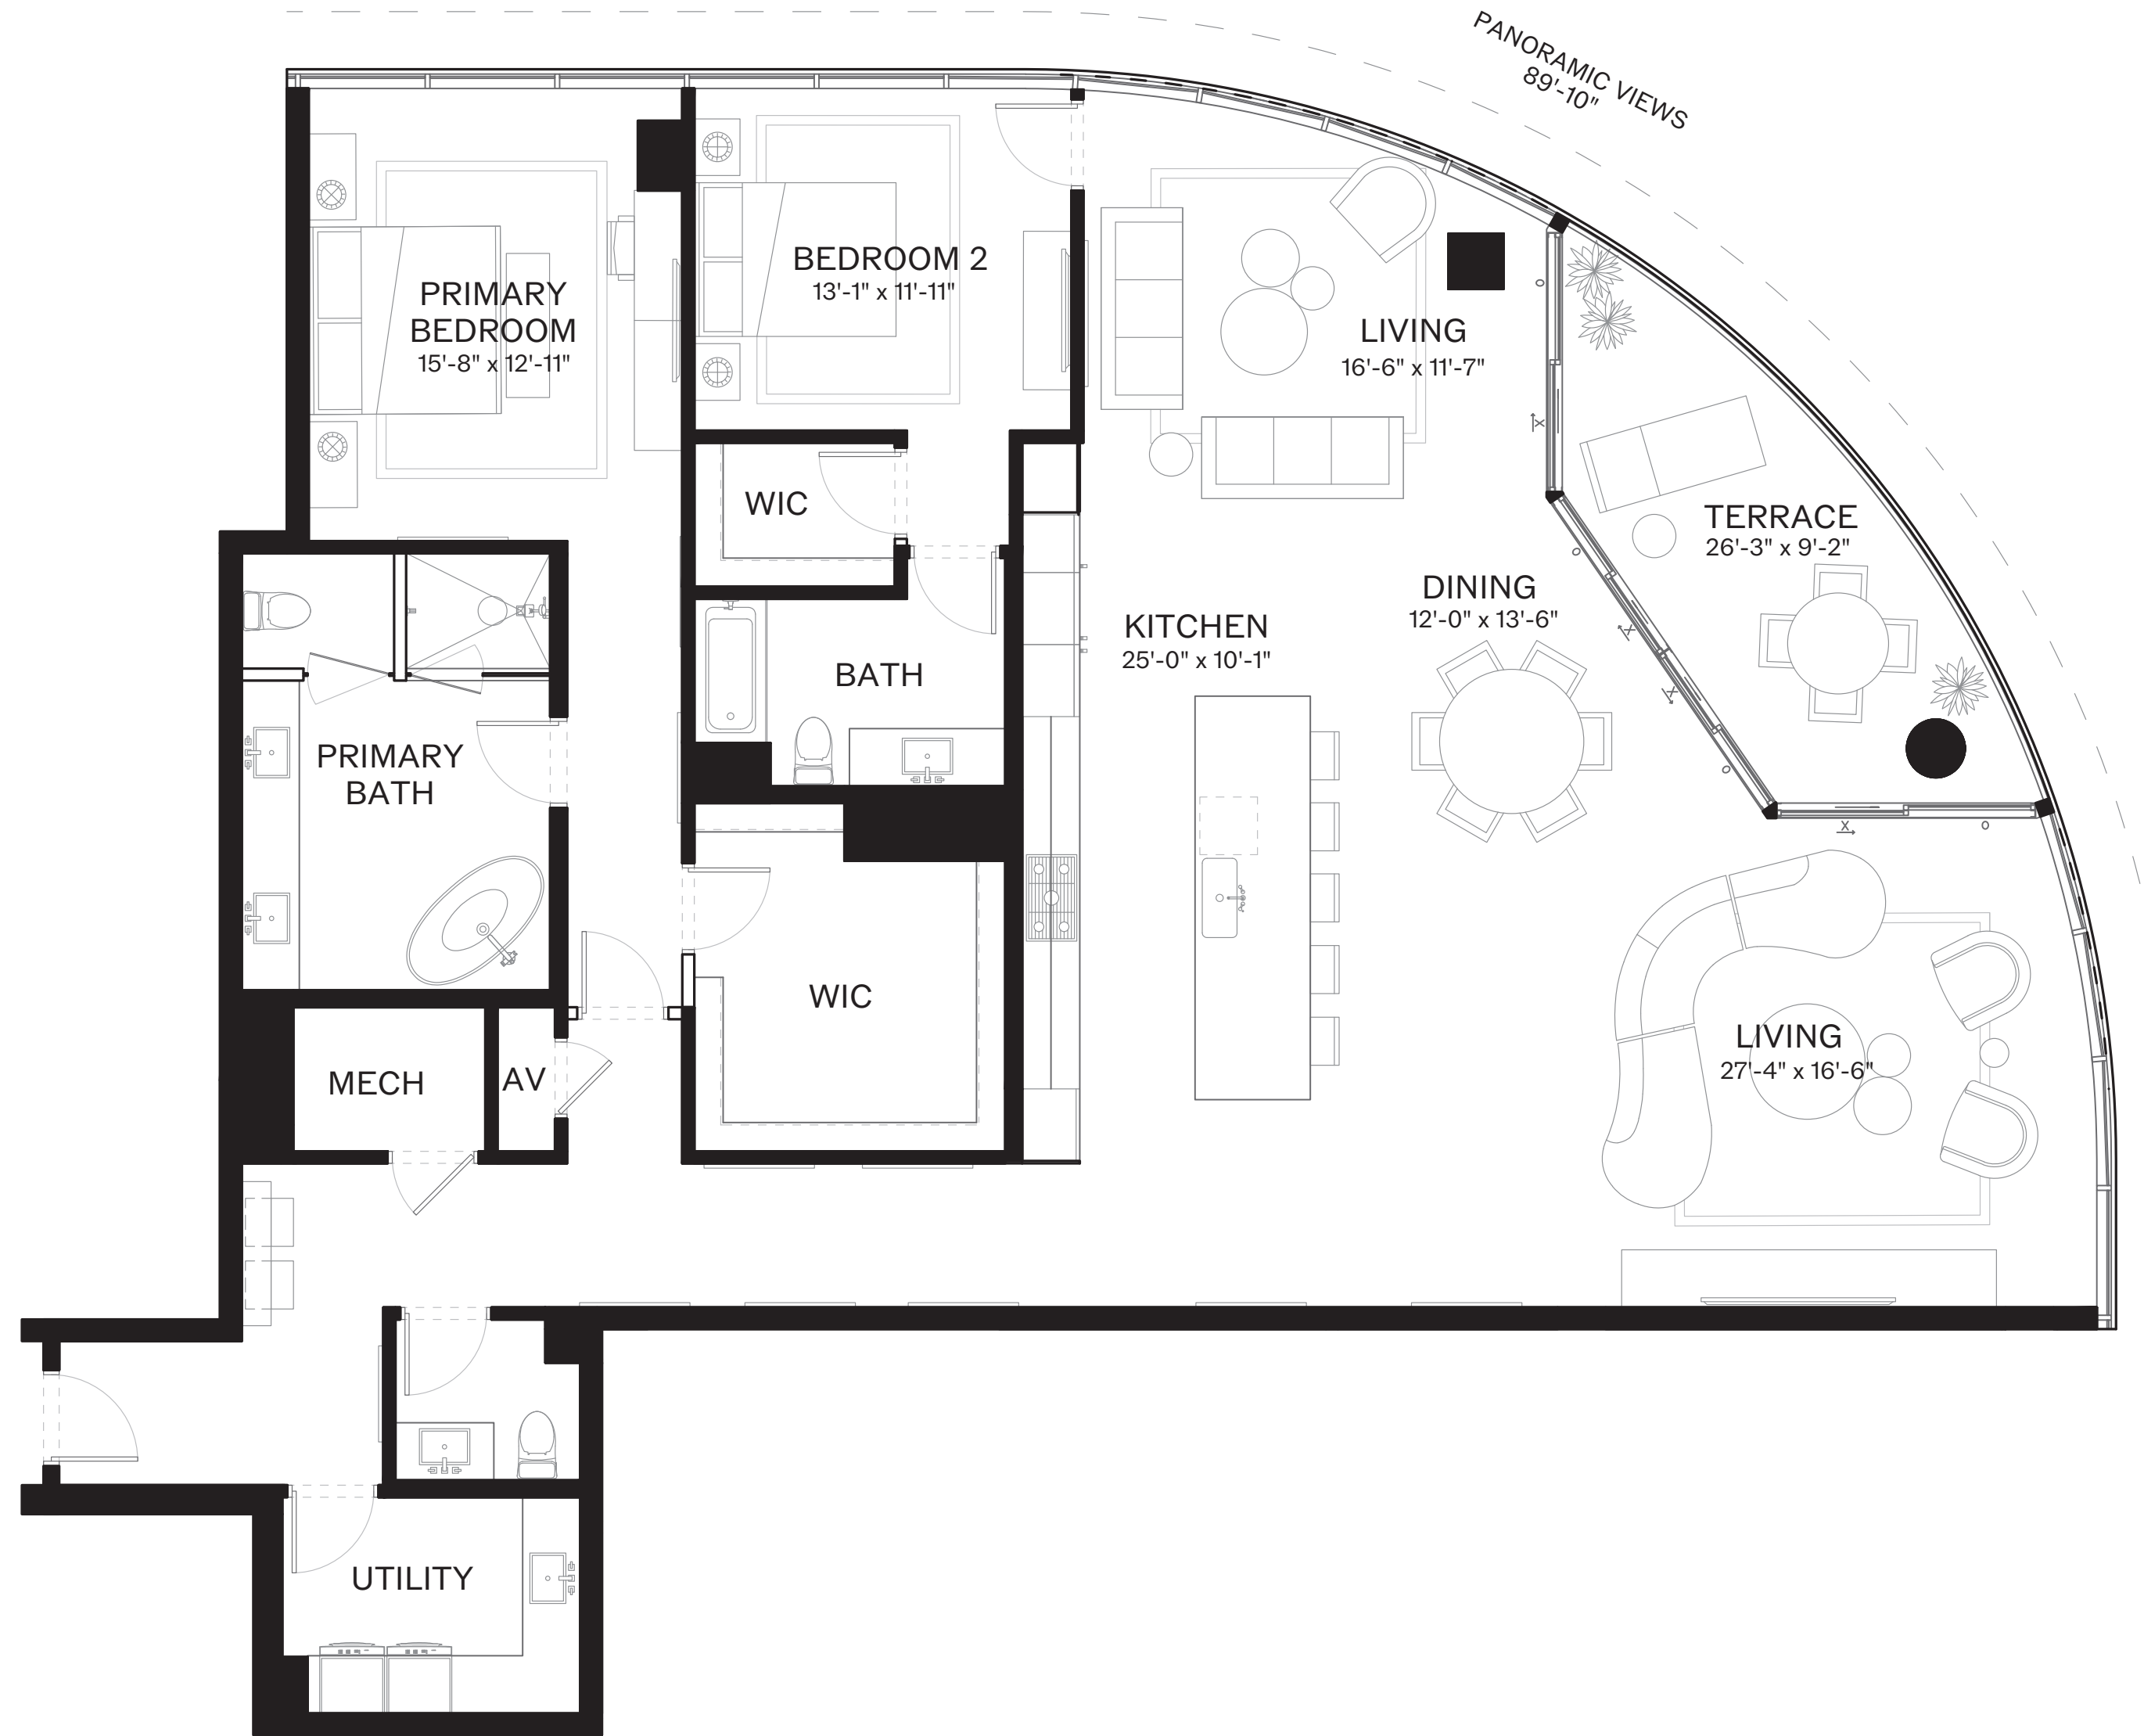 PANORAMIC VIEWS
89'-10"
PRIMARY
BEDROOM
15'-8" x 12'-11"
BEDROOM 2
13'-1" x 11'-11"
LIVING
16'-6" x 11'-7"
O
X
WIC
TERRACE
26'-3" x 9'-2"
O
DINING
12'-0" x 13'-6"
KITCHEN
25'-0" x 10'-1"
X
X
BATH
PRIMARY
BATH
O
X
O
WIC
LIVING
27'-4" x 16'-6"
MECH
AV
UTILITY